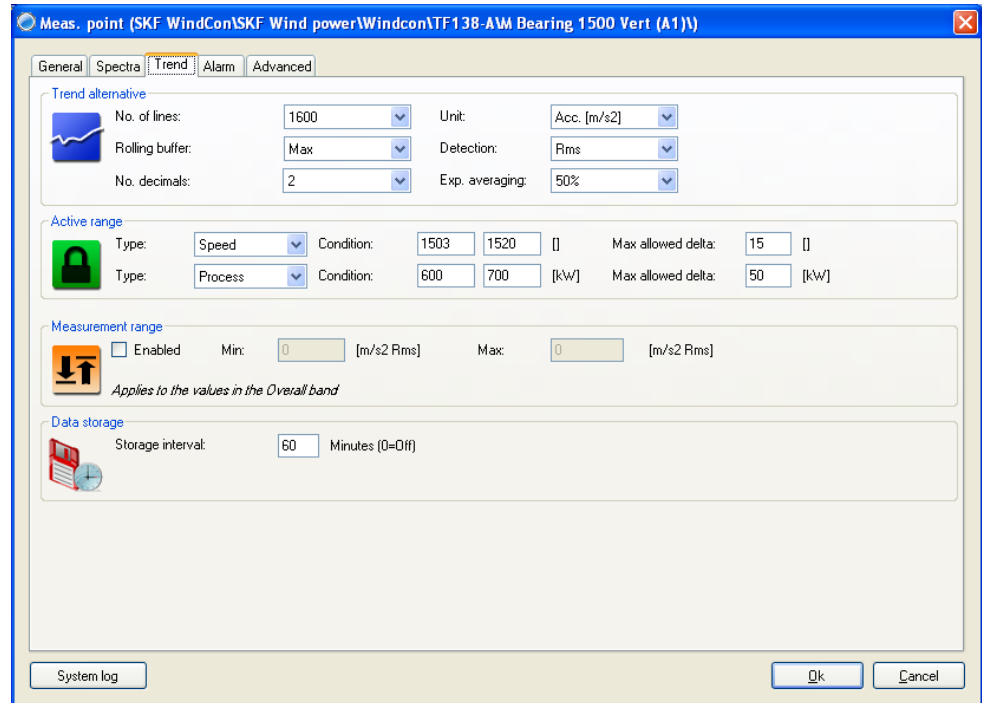 Meas. point (SKF WindCon\SKF Wind power\Windcon\TF138-A\M Bearing 1500 Vert (A1)\)
General Spectra Trend Alarm Advanced
Trend alternative
No. of lines: 1600 Unit: Acc. [m/s2]
Rolling buffer: Max Detection: Rms
No. decimals: 2 Exp. averaging: 50%
Active range
Type: Speed Condition: 1503 1520 [] Max allowed delta: 15 []
Type: Process Condition: 600 700 [kW] Max allowed delta: 50 [kW]
Measurement range
Enabled Min: 0 [m/s2 Rms] Max: 0 [m/s2 Rms]
Applies to the values in the Overall band
Data storage
Storage interval: 60 Minutes (0=Off)
System log Ok Cancel